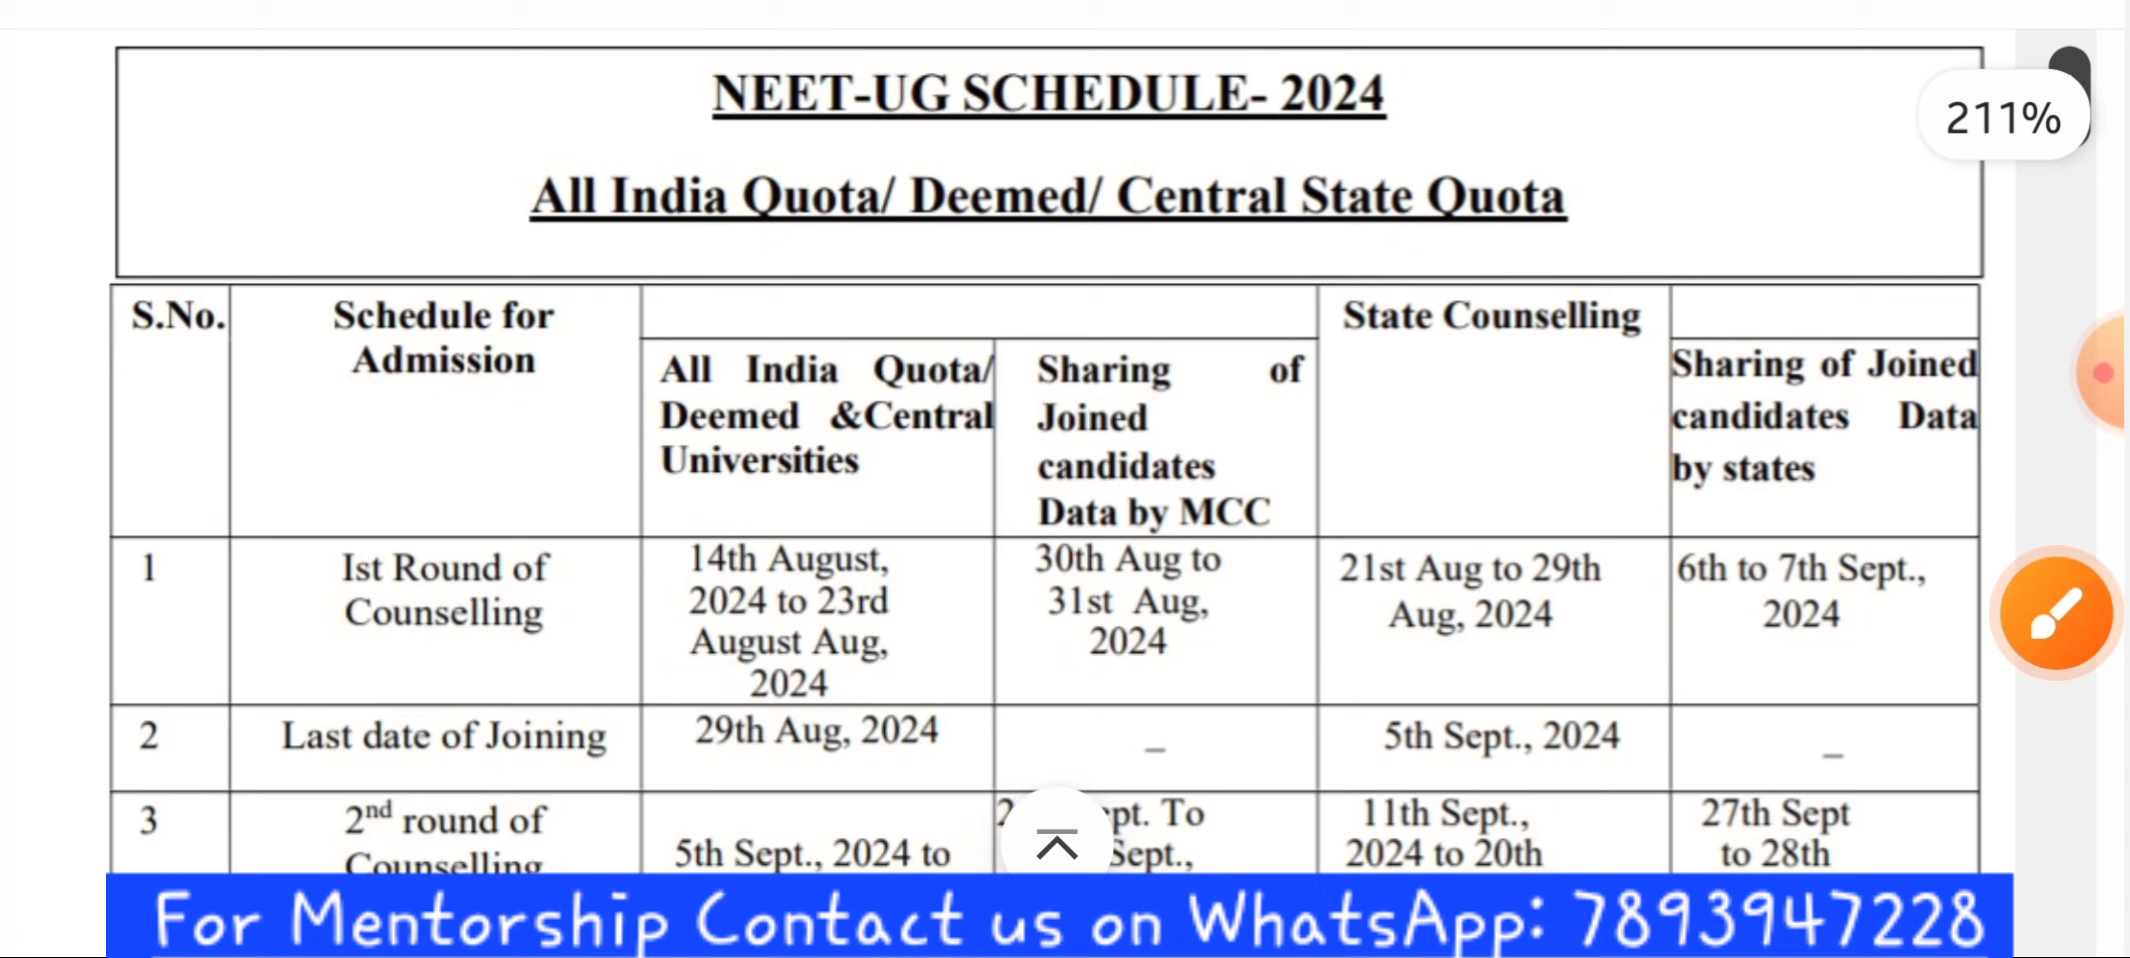 NEET-UG SCHEDULE- 2024
211%
All India Quota/ Deemed/ Central State Quota
S.No.
Schedule for
Admission
All India Quota/
Deemed &Central
Universities
Sharing of
Joined
candidates
Data by MCC
State Counselling
Sharing of Joined
candidates Data
by states
1
Ist Round of
Counselling
14th August,
2024 to 23rd
August Aug,
2024
30th Aug to
31st Aug,
2024
21st Aug to 29th
Aug, 2024
6th to 7th Sept.,
2024
2
Last date of Joining
29th Aug, 2024
–
5th Sept., 2024
–
3
2nd round of
Counselling
5th Sept., 2024 to
To
Sept.,
11th Sept.,
2024 to 20th
27th Sept
to 28th
For Mentorship Contact us on WhatsApp: 7893947228